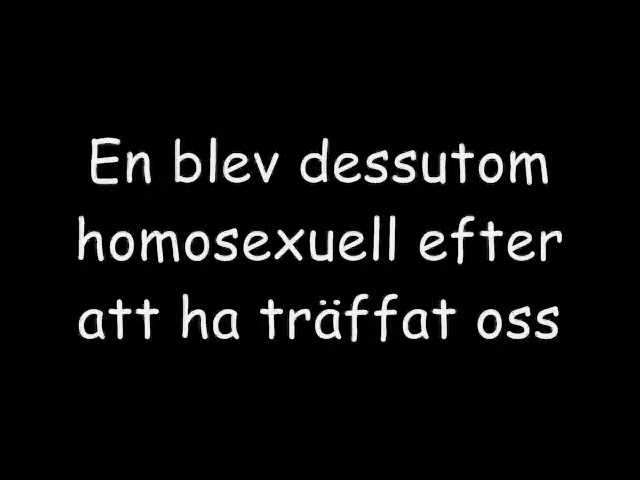 En blev dessutom
homosexuell efter
att ha träffat oss